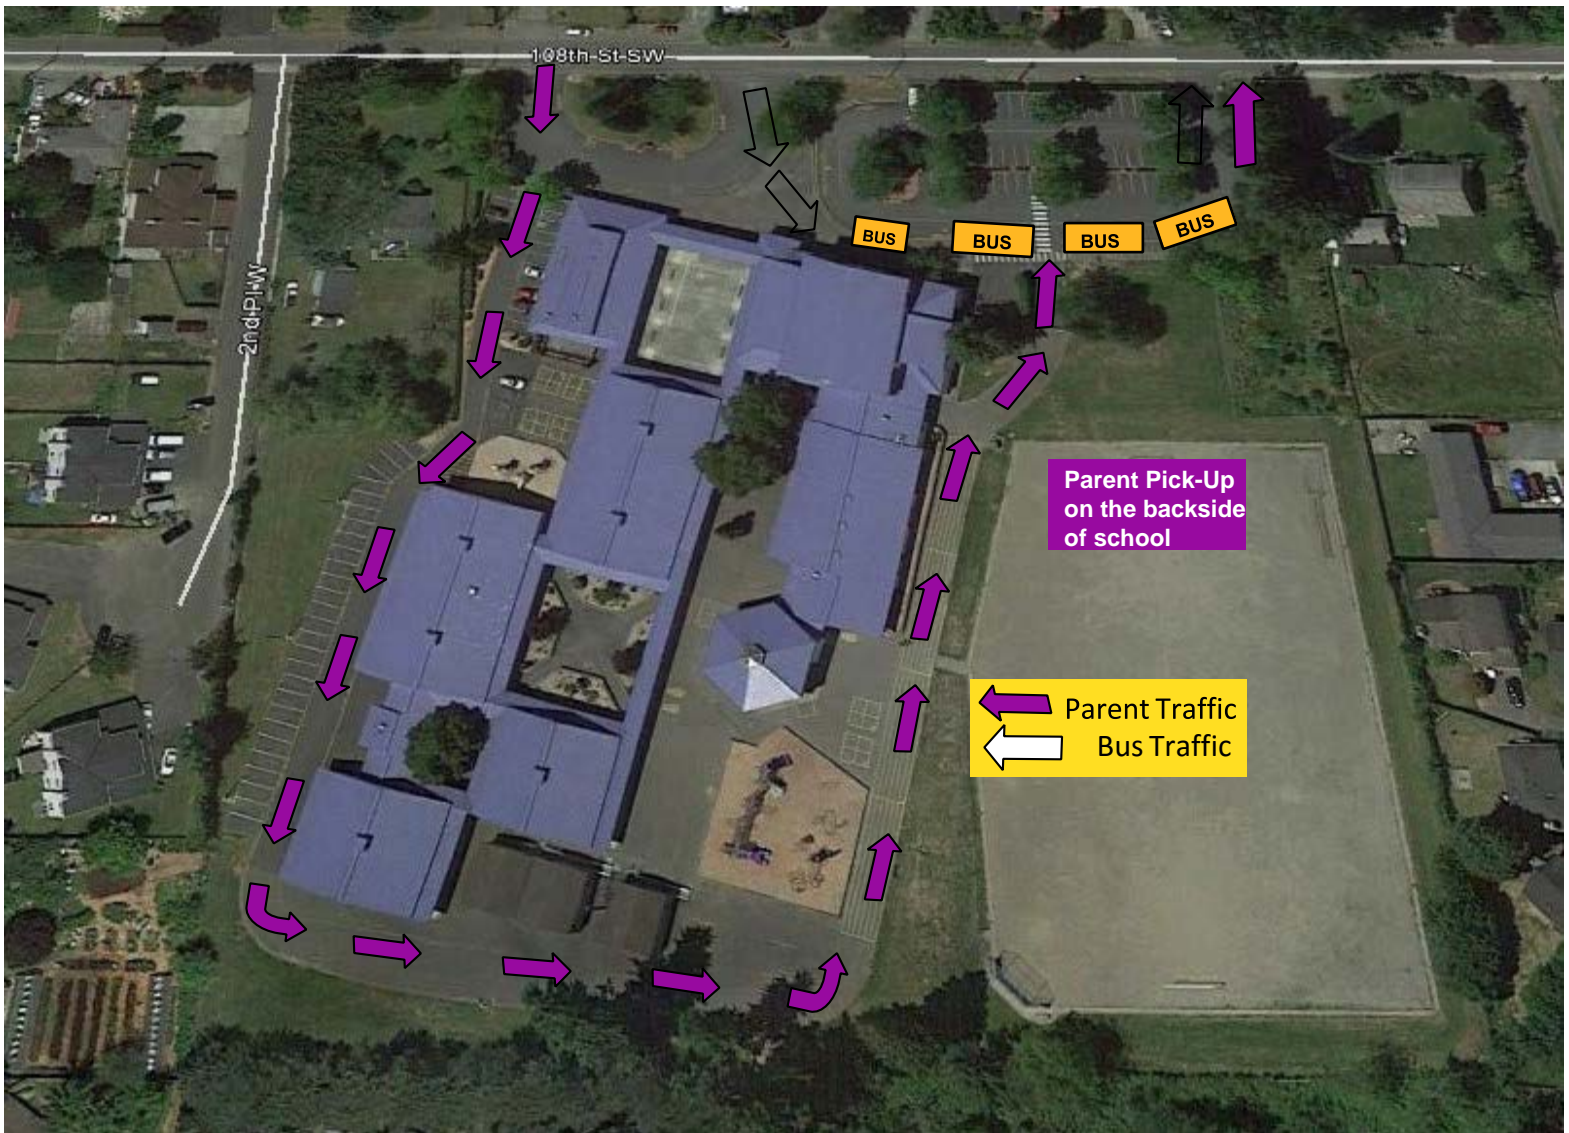 108th St SW
2nd Pl W
BUS
BUS
BUS
BUS
Parent Pick-Up
on the backside
of school
Parent Traffic
Bus Traffic